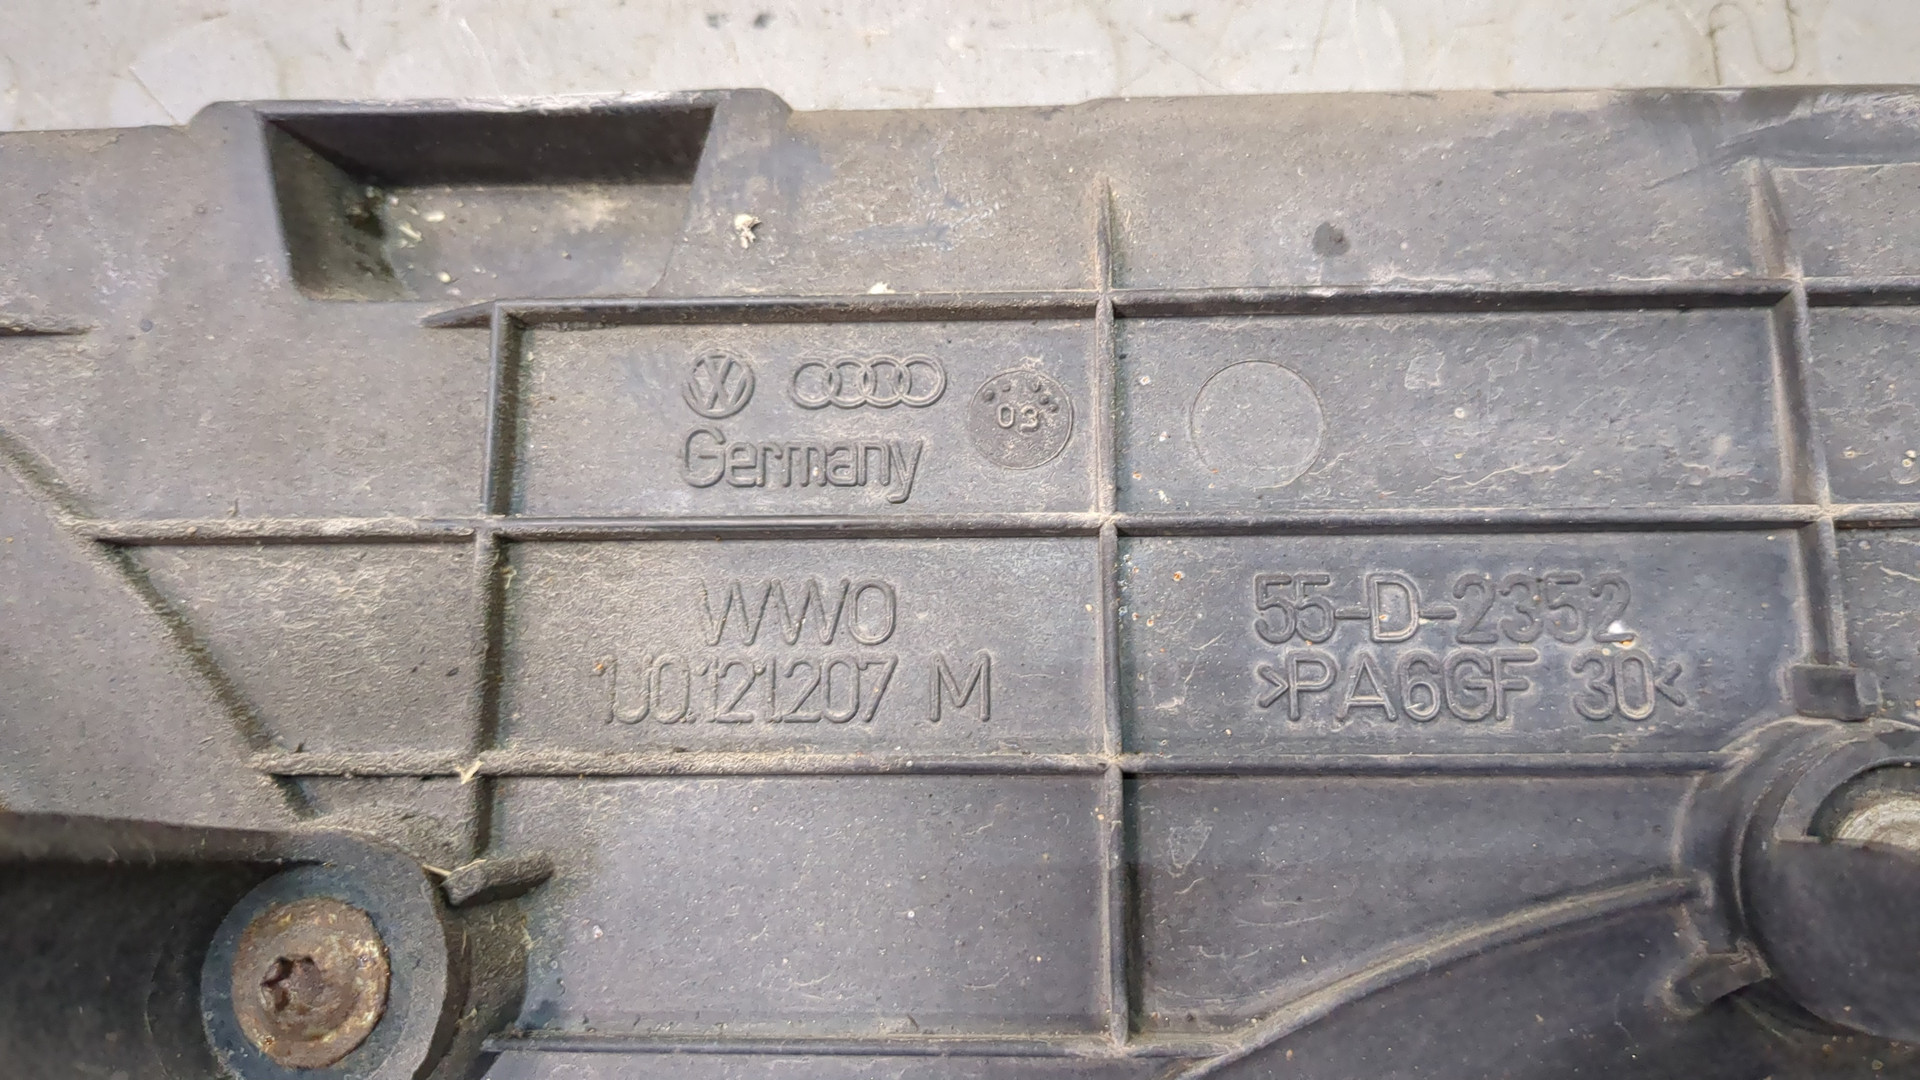 03
Germany
WWO
1J0.121.207 M
55-D-2352
>PA6GF 30<